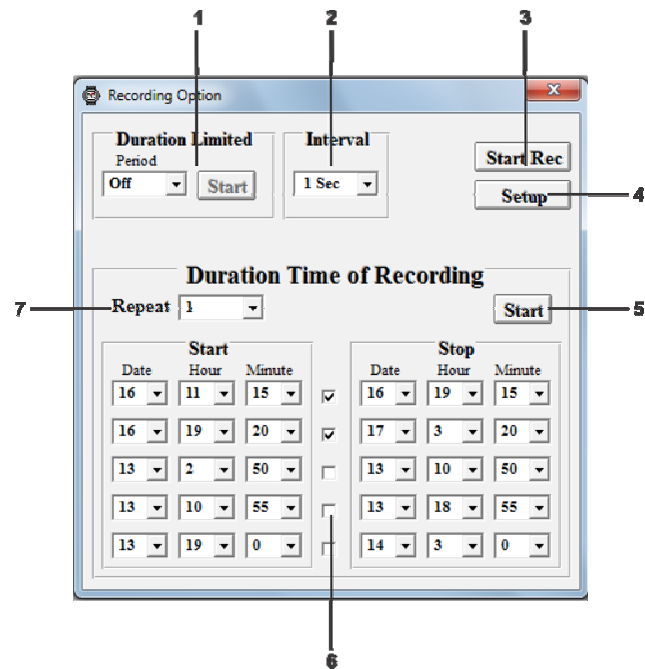 1 2 3
Recording Option
Duration Limited Interval
Period
Off Start 1 Sec Start Rec
Setup 4
Duration Time of Recording
7 Repeat 1 Start 5
Start Stop
Date Hour Minute Date Hour Minute
16 11 15 16 19 15
16 19 20 17 3 20
13 2 50 13 10 50
13 10 55 13 18 55
13 19 0 14 3 0
6